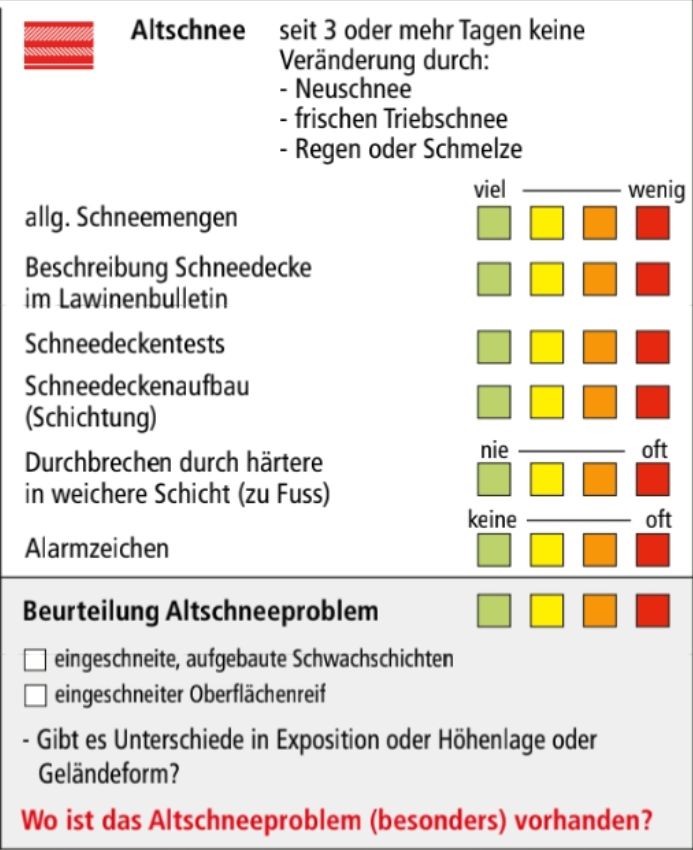 Altschnee seit 3 oder mehr Tagen keine
Veränderung durch:
- Neuschnee
- frischen Triebschnee
- Regen oder Schmelze
viel wenig
allg. Schneemengen
Beschreibung Schneedecke
im Lawinenbulletin
Schneedeckentests
Schneedeckenaufbau
(Schichtung)
nie oft
Durchbrechen durch härtere
in weichere Schicht (zu Fuss)
keine oft
Alarmzeichen
Beurteilung Altschneeproblem
eingeschneite, aufgebaute Schwachschichten
eingeschneiter Oberflächenreif
- Gibt es Unterschiede in Exposition oder Höhenlage oder
Geländeform?
Wo ist das Altschneeproblem (besonders) vorhanden?